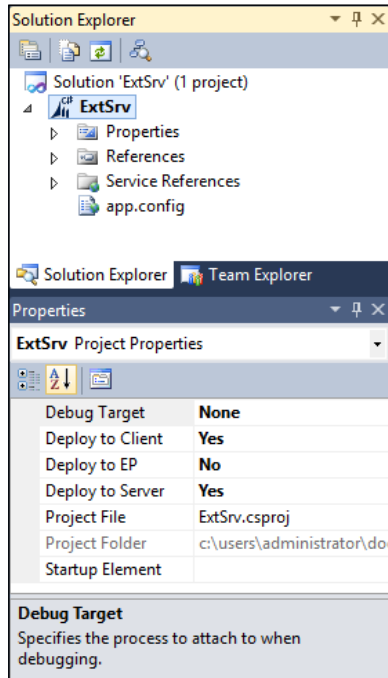 Solution Explorer
Solution 'ExtSrv' (1 project)
ExtSrv
Properties
References
Service References
app.config
Solution Explorer Team Explorer
Properties
ExtSrv Project Properties
Debug Target None
Deploy to Client Yes
Deploy to EP No
Deploy to Server Yes
Project File ExtSrv.csproj
Project Folder c:\users\administrator\do
Startup Element
Debug Target
Specifies the process to attach to when
debugging.